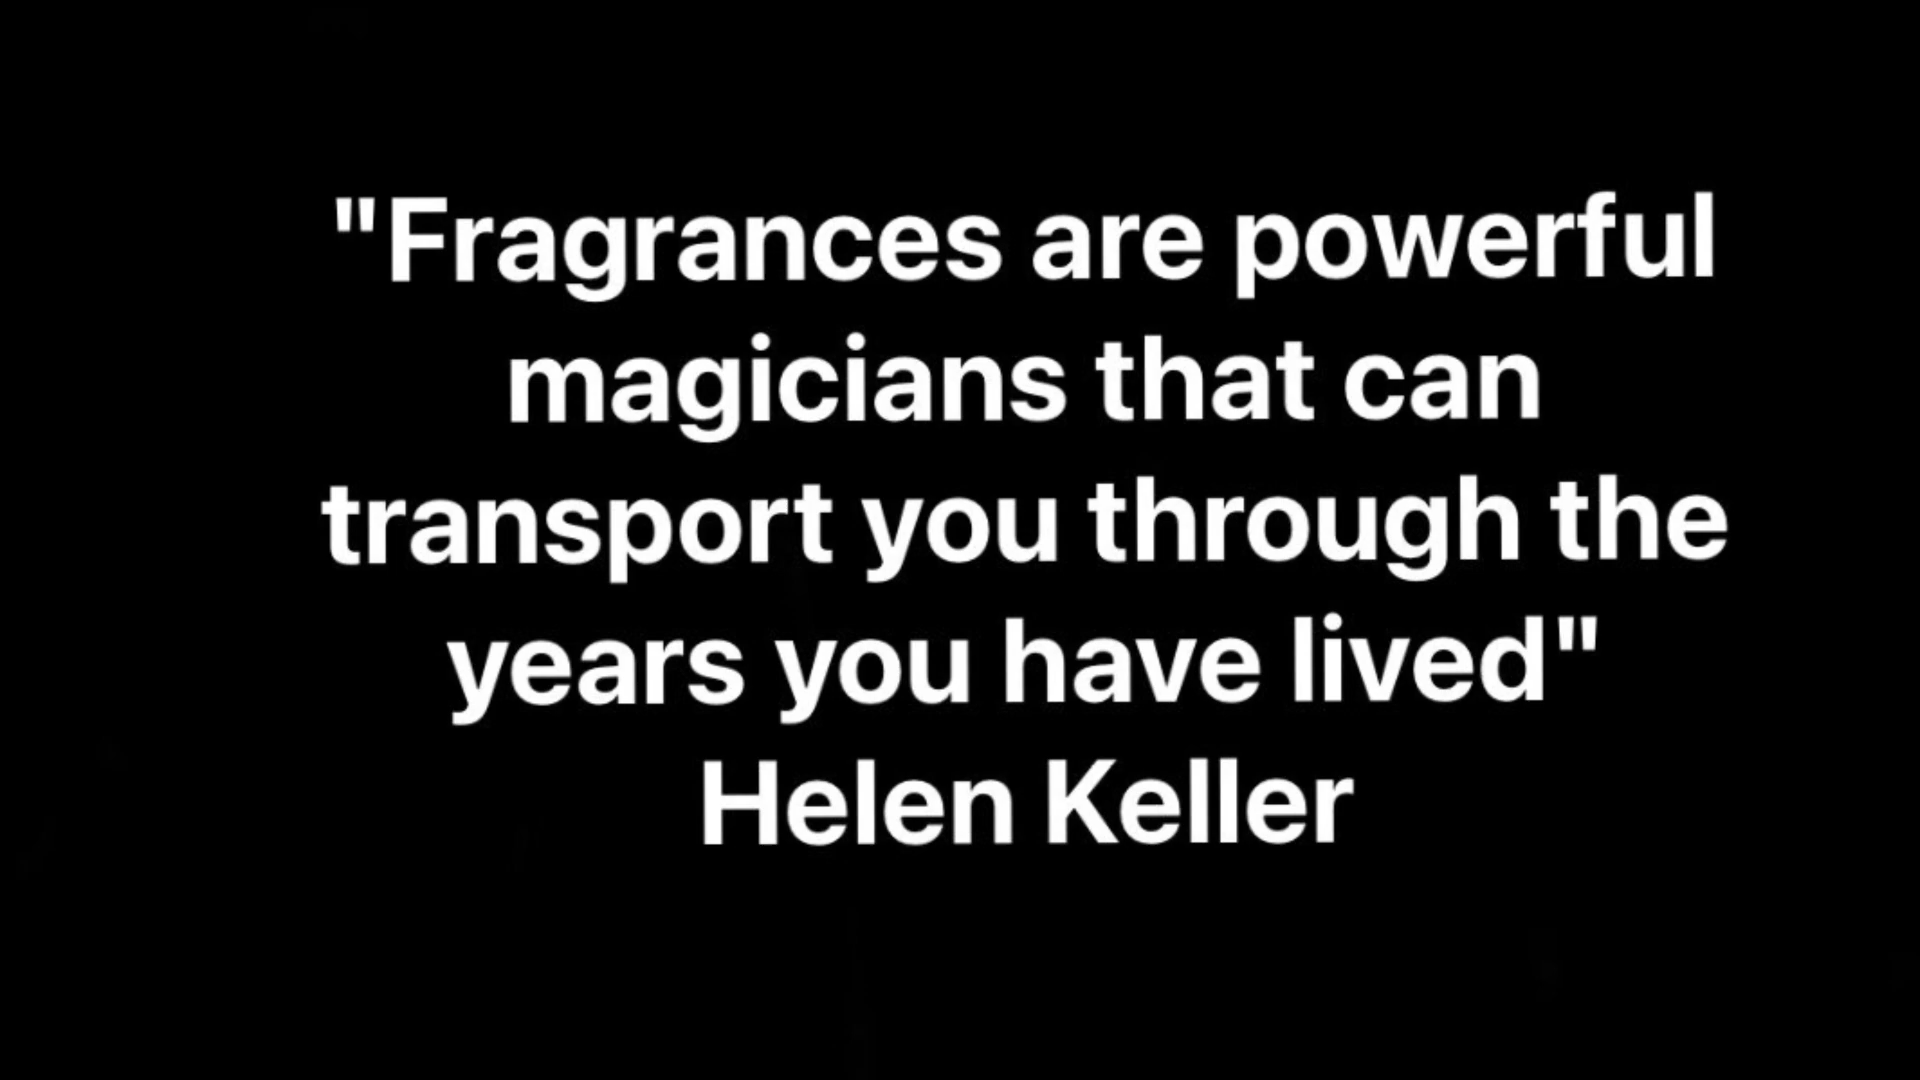 "Fragrances are powerful
magicians that can
transport you through the
years you have lived"
Helen Keller